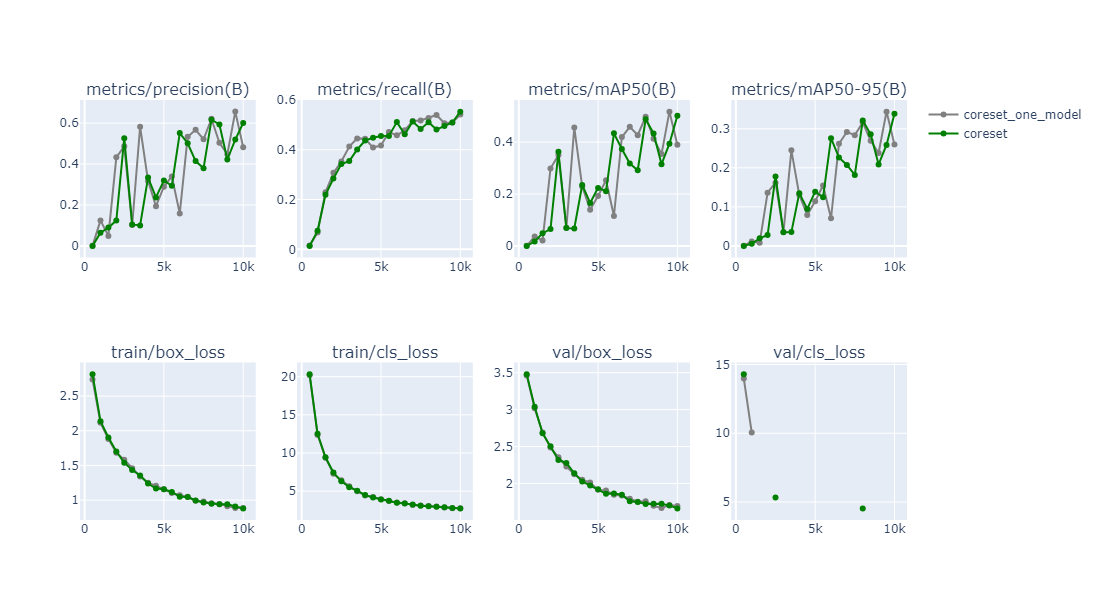 metrics/precision(B)
metrics/recall(B)
metrics/mAP50(B)
metrics/mAP50-95(B)
coreset_one_model
coreset
0.6
0.4
0.2
0
0 5k 10k
0.6
0.4
0.2
0
0 5k 10k
0.4
0.2
0
0 5k 10k
0.3
0.2
0.1
0
0 5k 10k
train/box_loss
train/cls_loss
val/box_loss
val/cls_loss
2.5
2
1.5
1
0 5k 10k
20
15
10
5
0 5k 10k
3.5
3
2.5
2
0 5k 10k
15
10
5
0 5k 10k